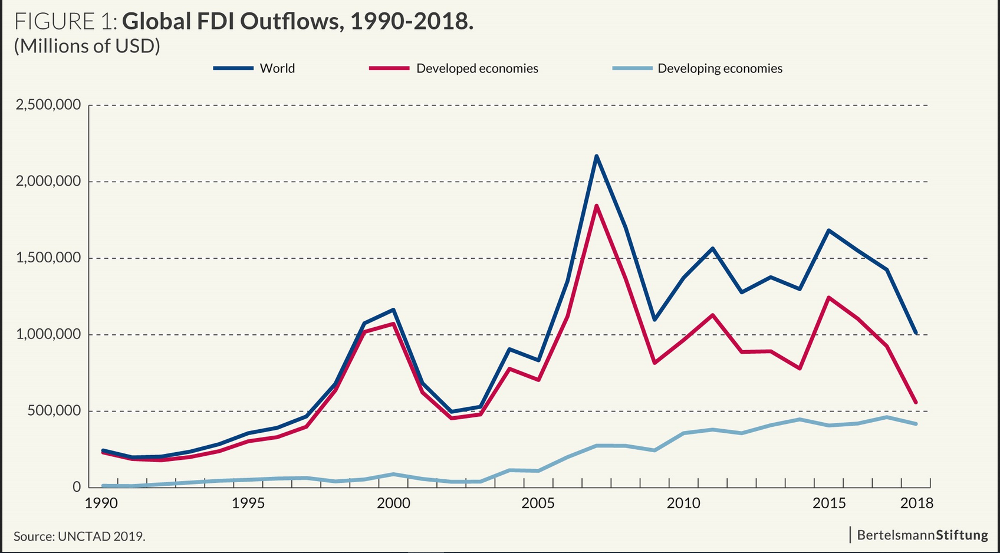 FIGURE 1: Global FDI Outflows, 1990-2018.
(Millions of USD)
World Developed economies Developing economies
2,500,000
2,000,000
1,500,000
1,000,000
500,000
0
1990 1995 2000 2005 2010 2015 2018
Source: UNCTAD 2019.
BertelsmannStiftung